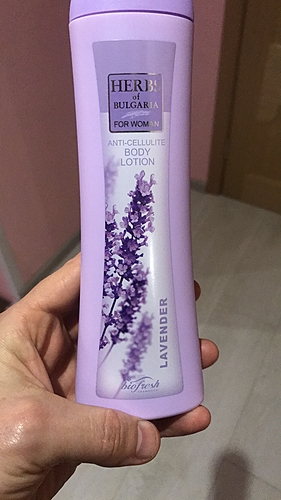 HERBS
of
BULGARIA
FOR WOMEN
ANTI-CELLULITE
BODY
LOTION
LAVENDER
biofresh